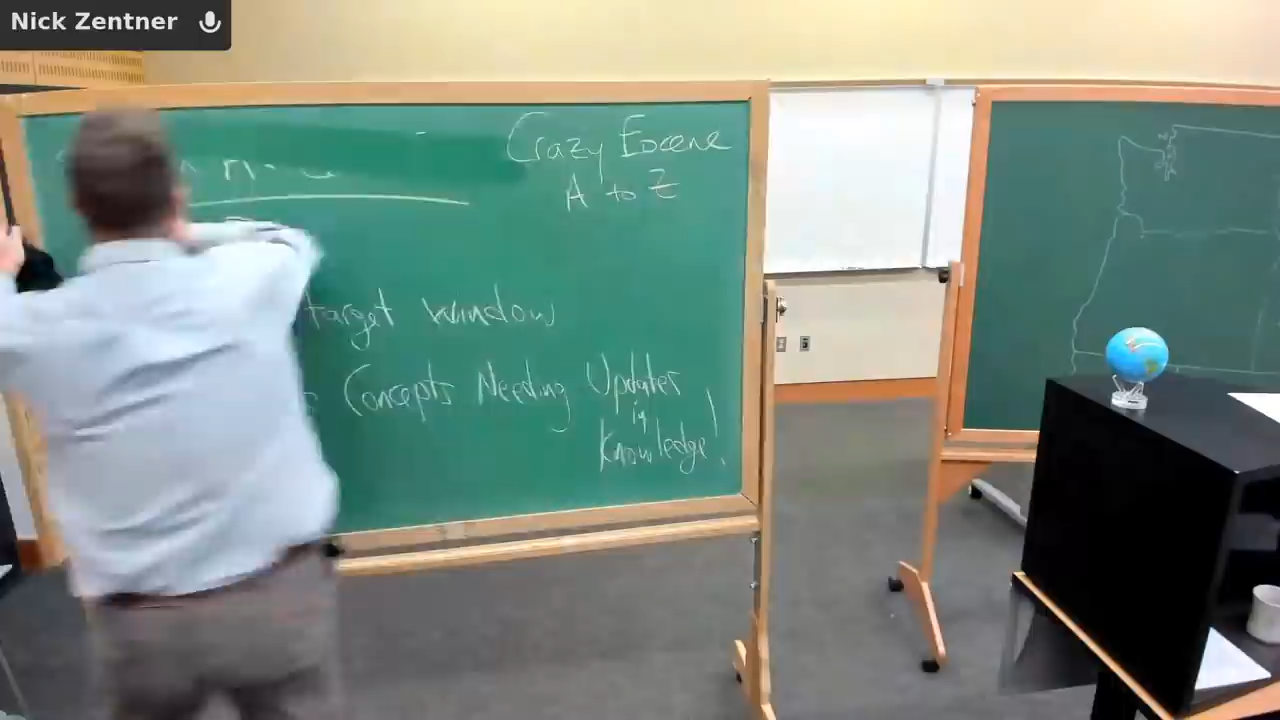 Nick Zentner
Crazy Eocene
A to Z
target window
Concepts Needing Updates
in
Knowledge!